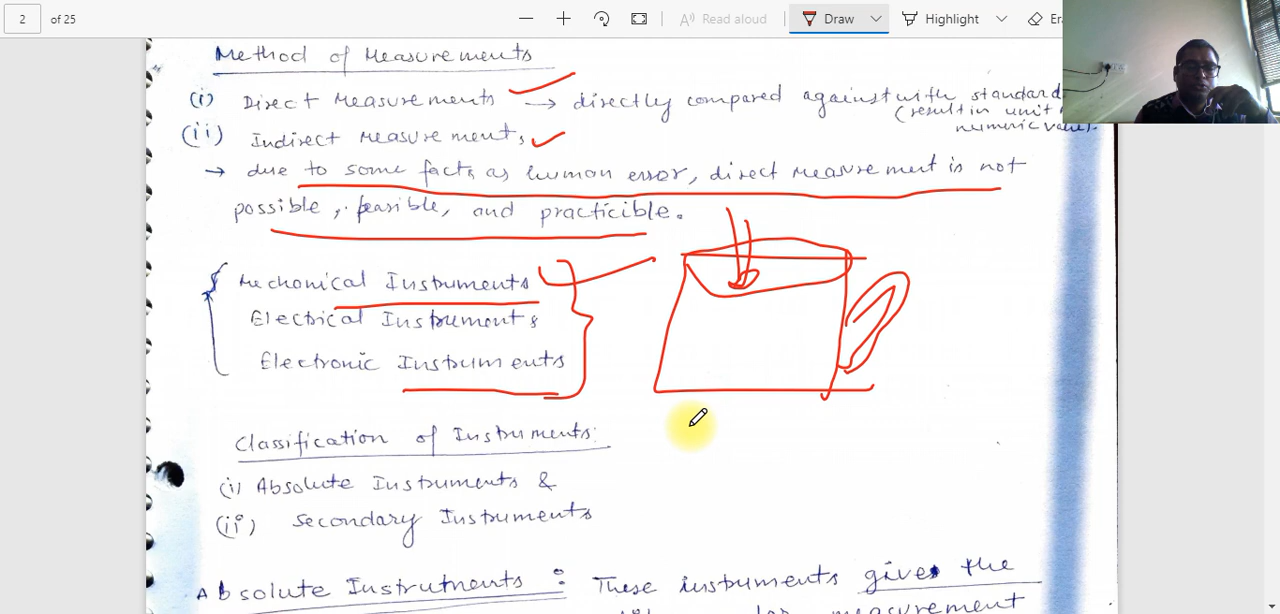 2 of 25 Read aloud Draw Highlight
Method of Measurements
(i) Direct Measurements → directly compared against with standard
(result in unit
numeric value).
(ii) Indirect Measurements,
→ due to some facts as human error, direct measurement is not
possible, feasible, and practicible.
Mechanical Instuments
Electrical Instruments
Electronic Instruments
Classification of Instruments:
(i) Absolute Instruments &
(ii) Secondary Instruments
Absolute Instrutments : These instuments gives the
measurement